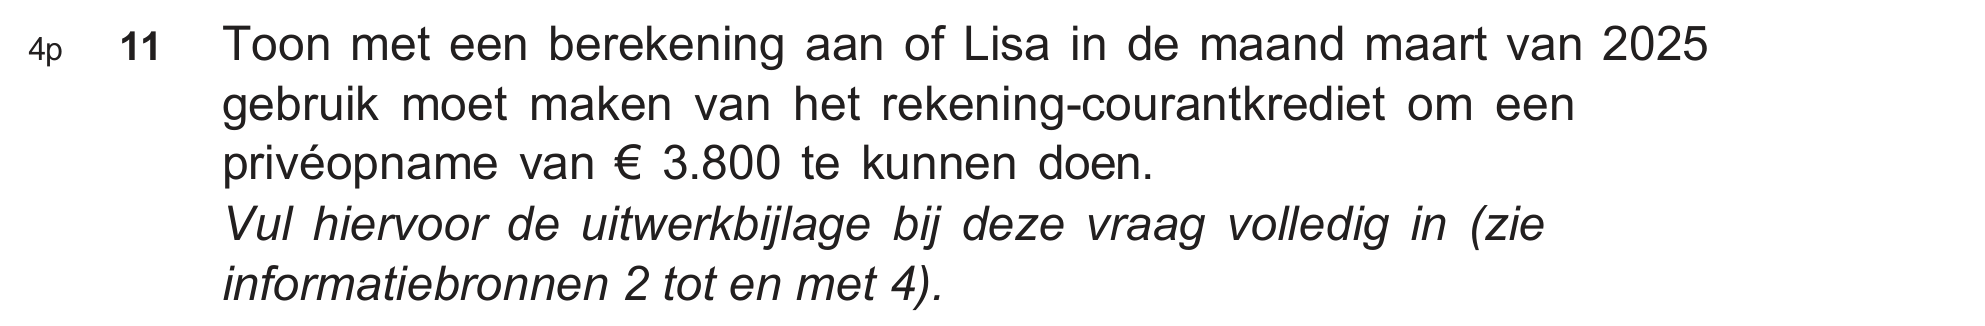 4p 11 Toon met een berekening aan of Lisa in de maand maart van 2025
gebruik moet maken van het rekening-courantkrediet om een
privéopname van € 3.800 te kunnen doen.
Vul hiervoor de uitwerkbijlage bij deze vraag volledig in (zie
informatiebronnen 2 tot en met 4).